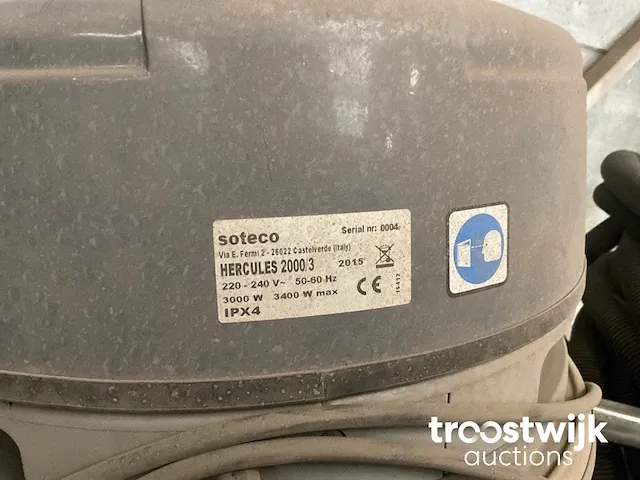 soteco
Serial nr: 0004
Via E. Fermi 2 - 26022 Castelverde (Italy)
HERCULES 2000/3
2015
220 - 240 V~ 50-60 Hz
3000 W 3400 W max
IPX4
CE
troostwijk
auctions